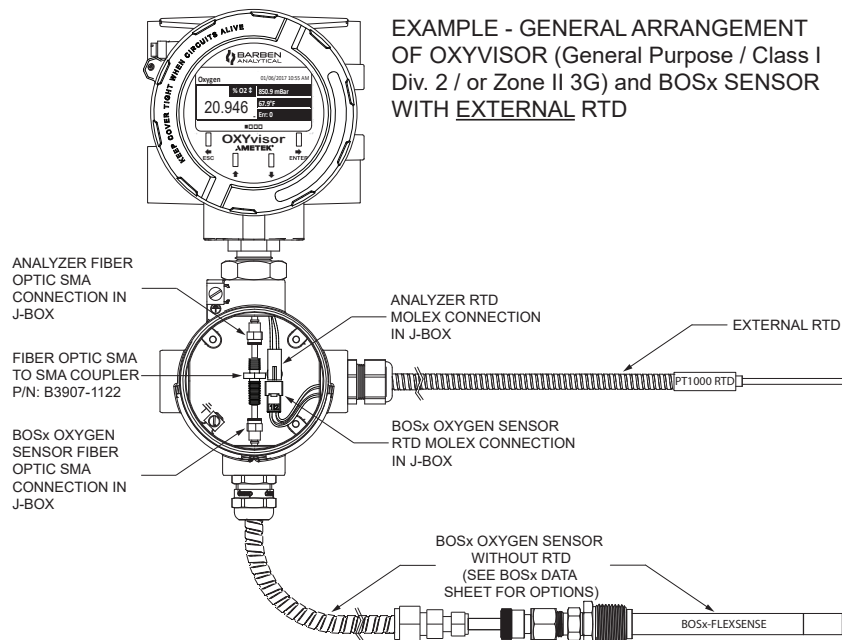 EXAMPLE - GENERAL ARRANGEMENT
OF OXYVISOR (General Purpose / Class I
Div. 2 / or Zone II 3G) and BOSx SENSOR
WITH EXTERNAL RTD
KEEP COVER TIGHT WHEN CIRCUITS ALIVE
BARBEN
ANALYTICAL
Oxygen
01/06/2017 10:55 AM
% O2
850.9 mBar
20.946
67.9°F
Err: 0
OXYvisor
AMETEK
ESC
ENTER
ANALYZER FIBER
OPTIC SMA
CONNECTION IN
J-BOX
FIBER OPTIC SMA
TO SMA COUPLER
P/N: B3907-1122
BOSx OXYGEN
SENSOR FIBER
OPTIC SMA
CONNECTION IN
J-BOX
ANALYZER RTD
MOLEX CONNECTION
IN J-BOX
EXTERNAL RTD
PT1000 RTD
BOSx OXYGEN SENSOR
RTD MOLEX CONNECTION
IN J-BOX
BOSx OXYGEN SENSOR
WITHOUT RTD
(SEE BOSx DATA
SHEET FOR OPTIONS)
BOSx-FLEXSENSE